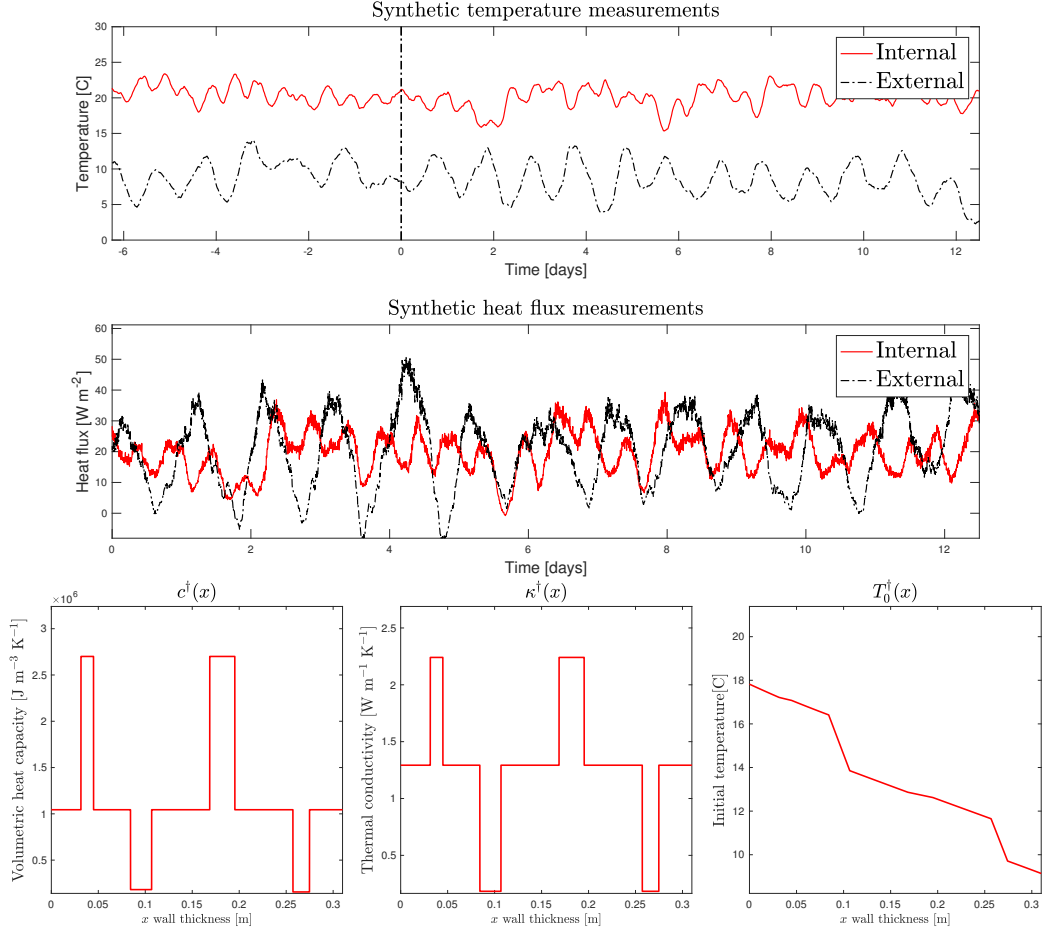 Synthetic temperature measurements
30
25
20
15
10
5
0
Temperature [C]
Internal
External
-6 -4 -2 0 2 4 6 8 10 12
Time [days]
Synthetic heat flux measurements
60
50
40
30
20
10
0
Heat flux [W m⁻²]
Internal
External
0 2 4 6 8 10 12
Time [days]
c†(x)
×10⁶
3
2.5
2
1.5
1
0.5
Volumetric heat capacity [J m⁻³ K⁻¹]
0 0.05 0.1 0.15 0.2 0.25 0.3
x wall thickness [m]
κ†(x)
2.5
2
1.5
1
0.5
Thermal conductivity [W m⁻¹ K⁻¹]
0 0.05 0.1 0.15 0.2 0.25 0.3
x wall thickness [m]
T₀†(x)
20
18
16
14
12
10
Initial temperature[C]
0 0.05 0.1 0.15 0.2 0.25 0.3
x wall thickness [m]